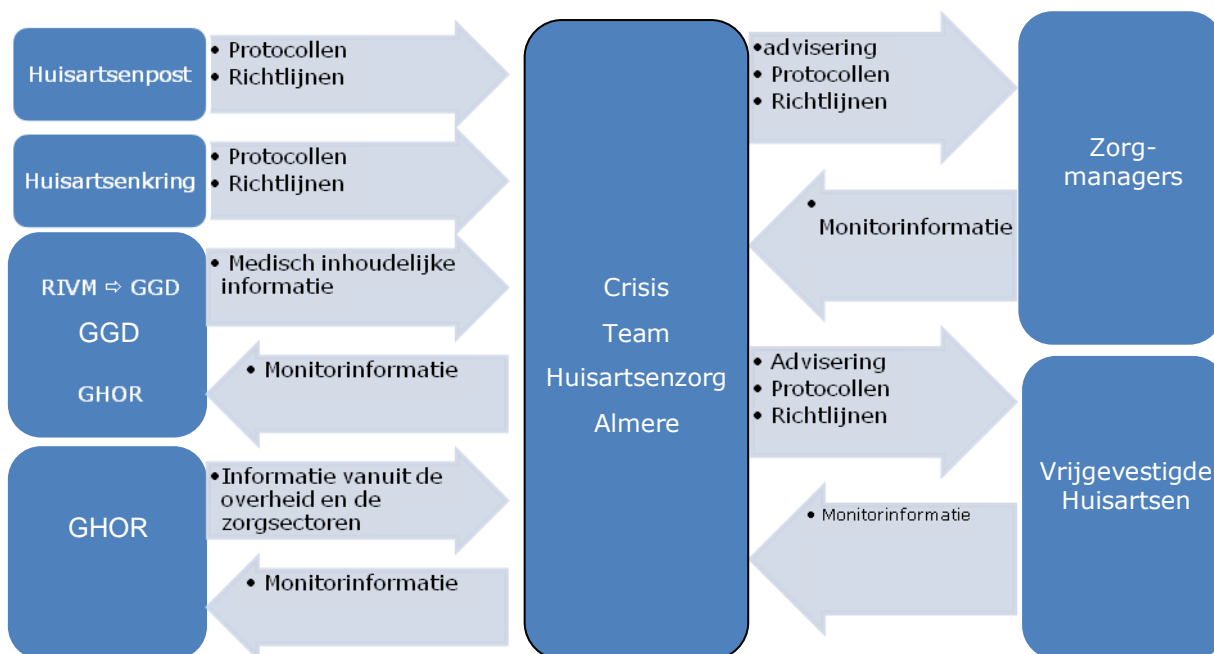 Huisartsenpost
• Protocollen
• Richtlijnen
Huisartsenkring
• Protocollen
• Richtlijnen
RIVM ⇨ GGD
GGD
GHOR
• Medisch inhoudelijke
informatie
• Monitorinformatie
GHOR
•Informatie vanuit de
overheid en de
zorgsectoren
• Monitorinformatie
Crisis
Team
Huisartsenzorg
Almere
•advisering
• Protocollen
• Richtlijnen
•
Monitorinformatie
Zorg-
managers
• Advisering
• Protocollen
• Richtlijnen
• Monitorinformatie
Vrijgevestigde
Huisartsen